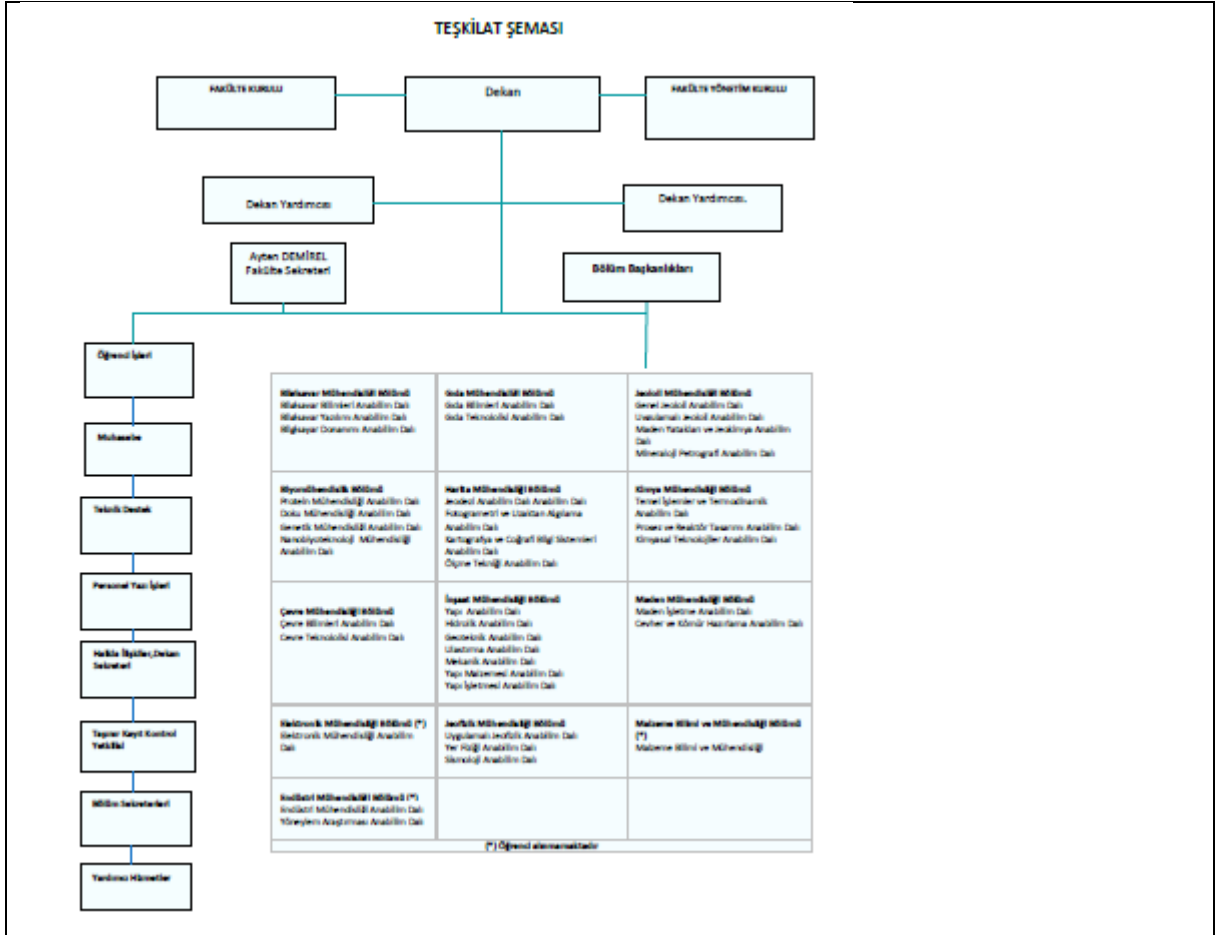 TEŞKİLAT ŞEMASI
FAKÜLTE KURULU
Dekan
FAKÜLTE YÖNETİM KURULU
Dekan Yardımcısı
Dekan Yardımcısı.
Ayten DEMİREL
Fakülte Sekreteri
Bölüm Başkanlıkları
Öğrenci İşleri
Muhasebe
Teknik Destek
Personel Yazı İşleri
Halkla İlişkiler,Dekan
Sekreteri
Taşınır Kayıt Kontrol
Yetkilisi
Bölüm Sekreterleri
Yardımcı Hizmetler
Bilgisayar Mühendisliği Bölümü
Bilgisayar Bilimleri Anabilim Dalı
Bilgisayar Yazılımı Anabilim Dalı
Bilgisayar Donanımı Anabilim Dalı
Gıda Mühendisliği Bölümü
Gıda Bilimleri Anabilim Dalı
Gıda Teknolojisi Anabilim Dalı
Jeoloji Mühendisliği Bölümü
Genel Jeoloji Anabilim Dalı
Uygulamalı Jeoloji Anabilim Dalı
Maden Yatakları ve Jeokimya Anabilim
Dalı
Mineraloji Petrografi Anabilim Dalı
Biyomühendislik Bölümü
Protein Mühendisliği Anabilim Dalı
Doku Mühendisliği Anabilim Dalı
Genetik Mühendisliği Anabilim Dalı
Nanobiyoteknoloji Mühendisliği
Anabilim Dalı
Harita Mühendisliği Bölümü
Jeodezi Anabilim Dalı Anabilim Dalı
Fotogrametri ve Uzaktan Algılama
Anabilim Dalı
Kartografya ve Coğrafi Bilgi Sistemleri
Anabilim Dalı
Ölçme Tekniği Anabilim Dalı
Kimya Mühendisliği Bölümü
Temel İşlemler ve Termodinamik
Anabilim Dalı
Proses ve Reaktör Tasarımı Anabilim Dalı
Kimyasal Teknolojiler Anabilim Dalı
Çevre Mühendisliği Bölümü
Çevre Bilimleri Anabilim Dalı
Çevre Teknolojisi Anabilim Dalı
İnşaat Mühendisliği Bölümü
Yapı Anabilim Dalı
Hidrolik Anabilim Dalı
Geoteknik Anabilim Dalı
Ulaştırma Anabilim Dalı
Mekanik Anabilim Dalı
Yapı Malzemesi Anabilim Dalı
Yapı İşletmesi Anabilim Dalı
Maden Mühendisliği Bölümü
Maden İşletme Anabilim Dalı
Cevher ve Kömür Hazırlama Anabilim Dalı
Elektronik Mühendisliği Bölümü (*)
Elektronik Mühendisliği Anabilim
Dalı
Jeofizik Mühendisliği Bölümü
Uygulamalı Jeofizik Anabilim Dalı
Yer Fiziği Anabilim Dalı
Sismoloji Anabilim Dalı
Malzeme Bilimi ve Mühendisliği Bölümü
(*)
Malzeme Bilimi ve Mühendisliği
Endüstri Mühendisliği Bölümü (*)
Endüstri Mühendisliği Anabilim Dalı
Yöneylem Araştırması Anabilim Dalı
(*) Öğrenci alınmamaktadır